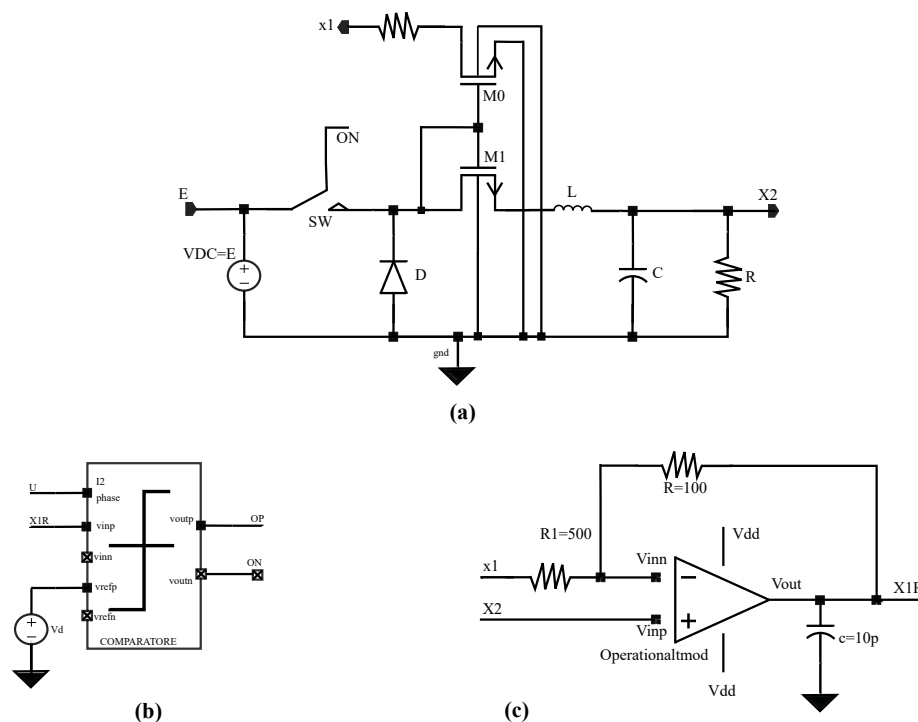 x1
M0
ON
M1
E
SW
L
X2
VDC=E
D
C
R
gnd
(a)
U
I2
phase
X1R
vinp
voutp
OP
vinn
voutn
ON
vrefp
vrefn
Vd
COMPARATORE
(b)
R=100
R1=500
Vdd
x1
Vinn
Vout
X1R
X2
Vinp
Operationaltmod
c=10p
Vdd
(c)